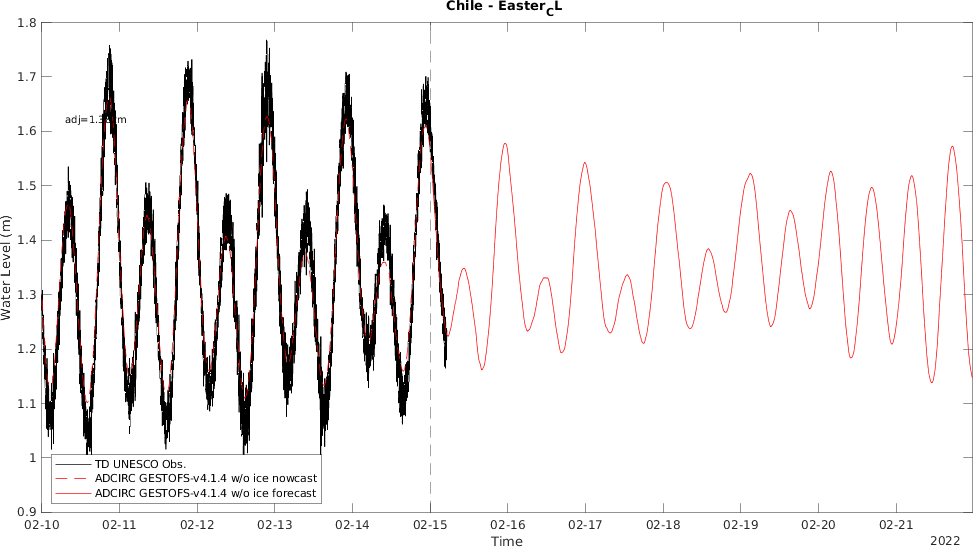 Chile - Easter_CL
1.8
1.7
1.6
1.5
1.4
1.3
1.2
1.1
1
0.9
Water Level (m)
TD UNESCO Obs.
ADCIRC GESTOFS-v4.1.4 w/o ice nowcast
ADCIRC GESTOFS-v4.1.4 w/o ice forecast
02-10 02-11 02-12 02-13 02-14 02-15 02-16 02-17 02-18 02-19 02-20 02-21
Time
2022